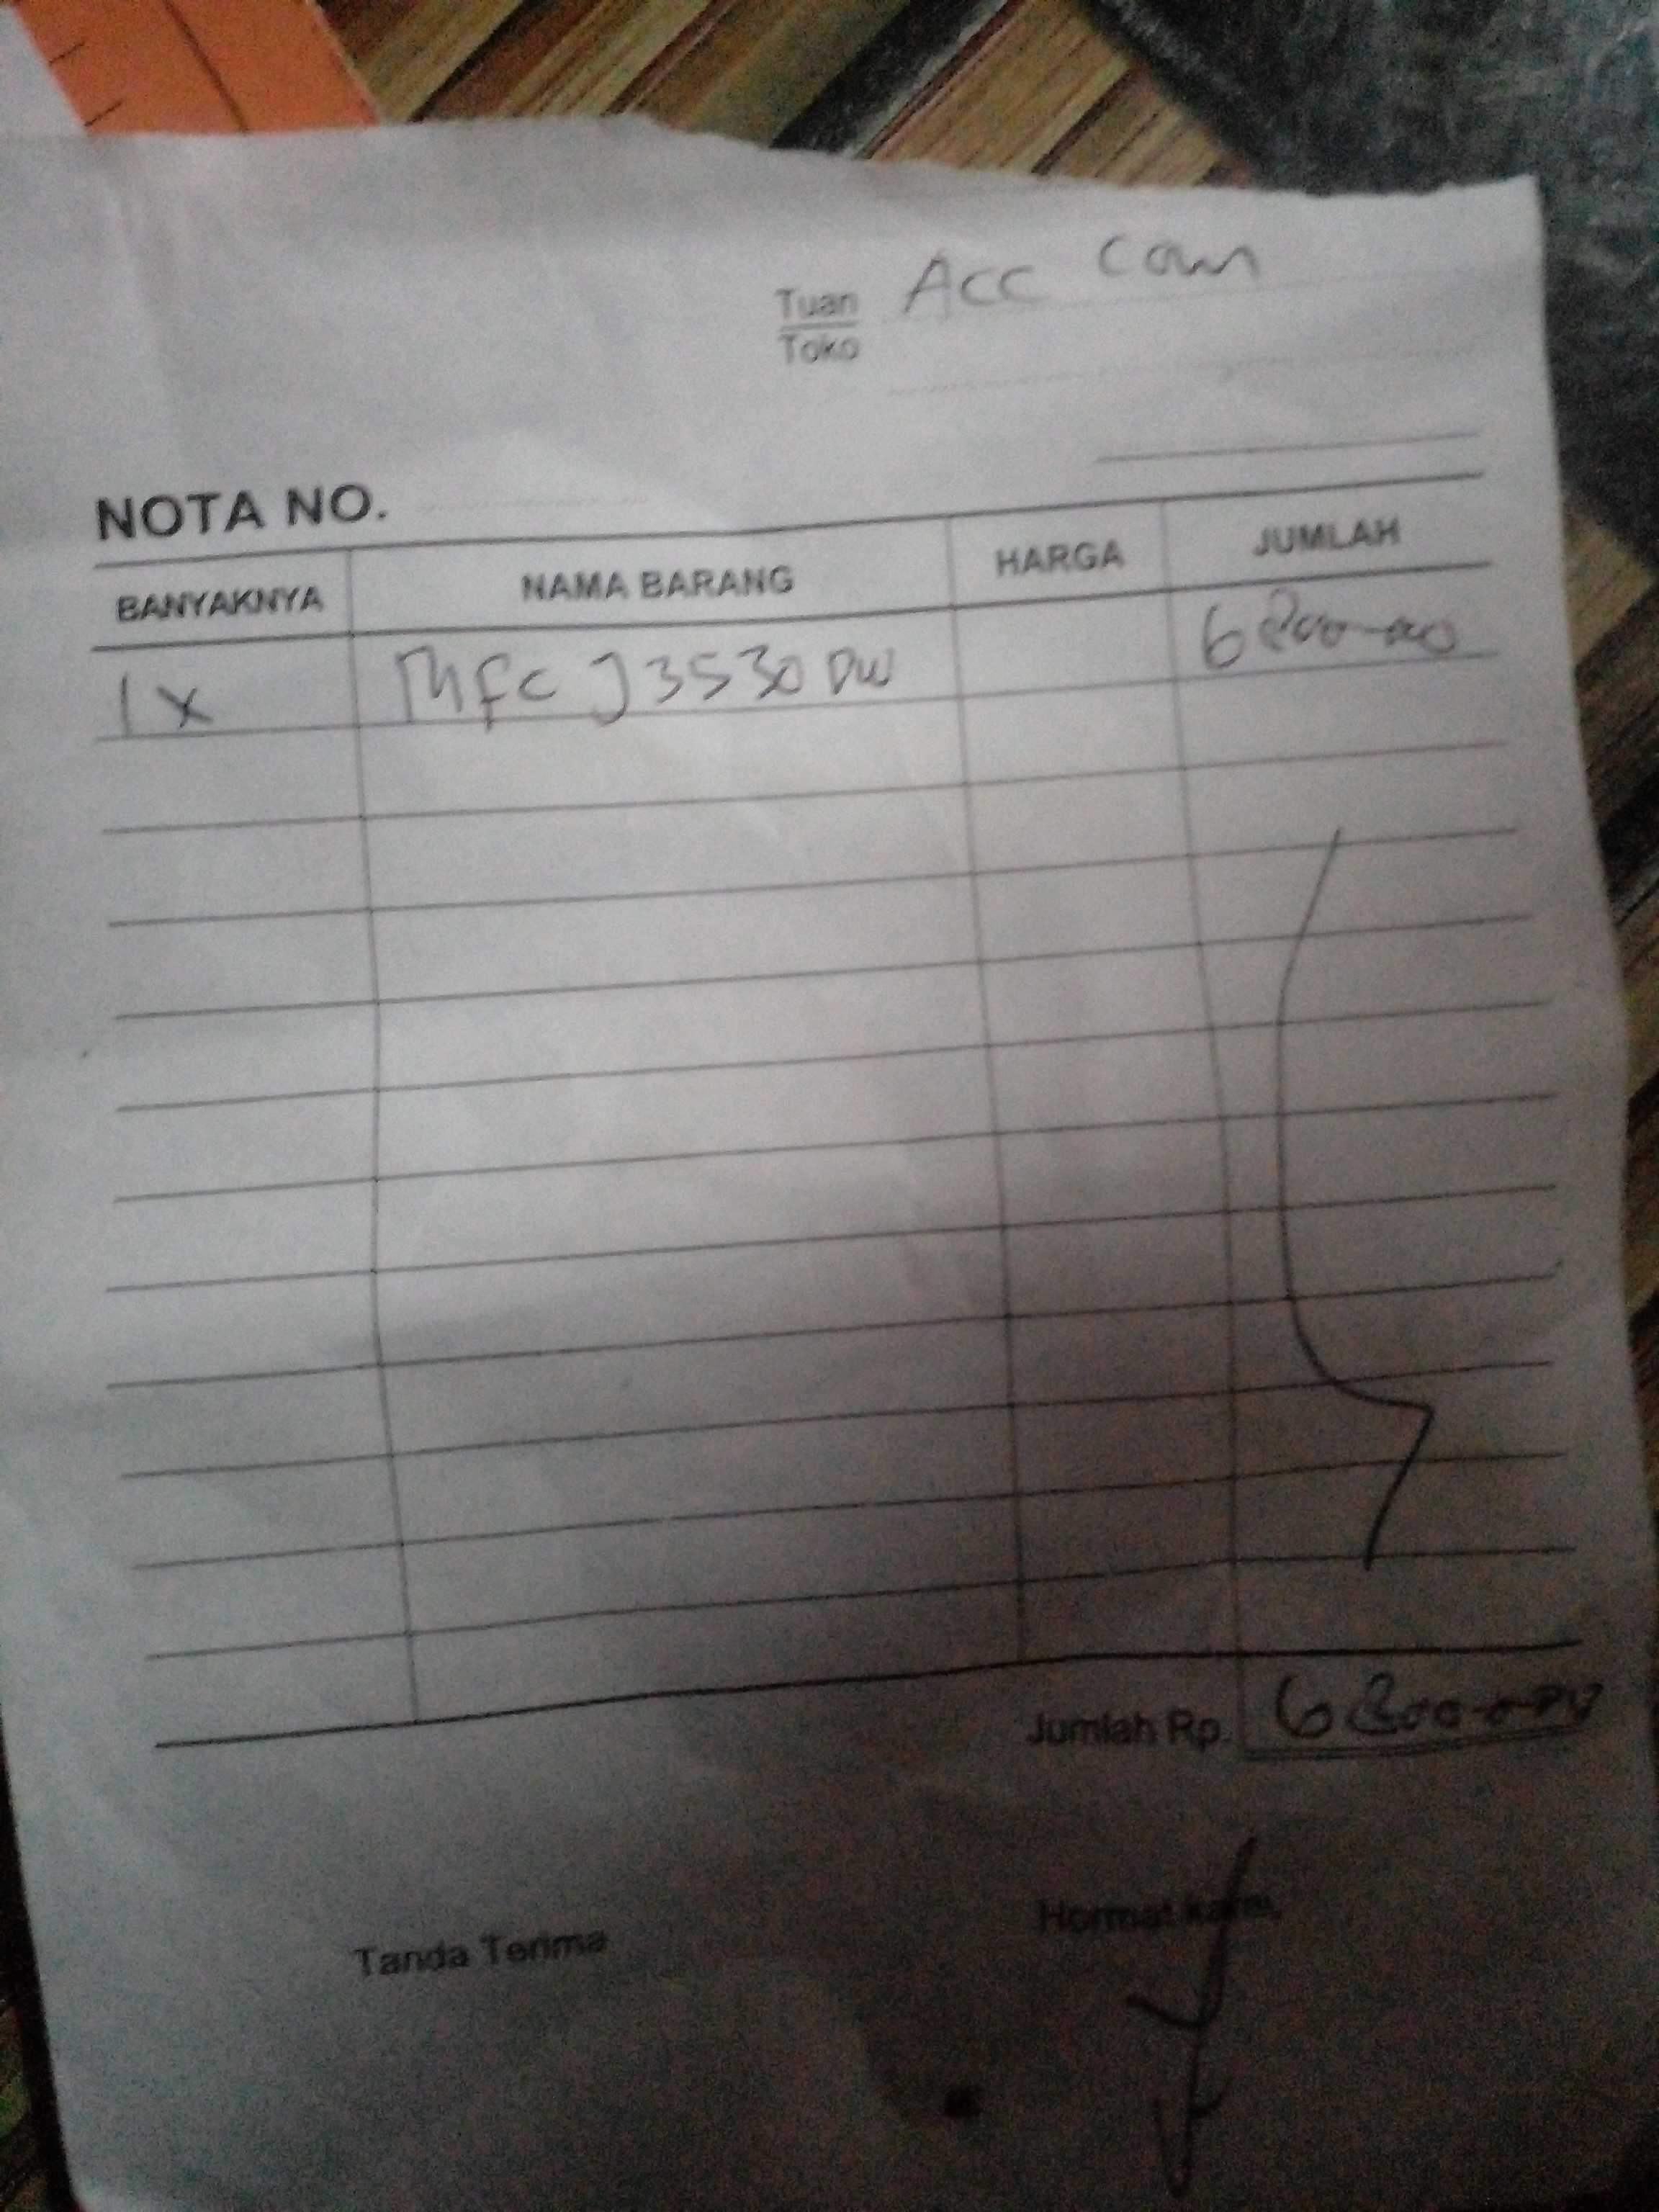 Tuan Acc Com
Toko
NOTA NO.
BANYAKNYA NAMA BARANG HARGA JUMLAH
1 x Mfc J3530 DW 6800.000
Jumlah Rp. 6800.000
Tanda Terima Hormat kami,